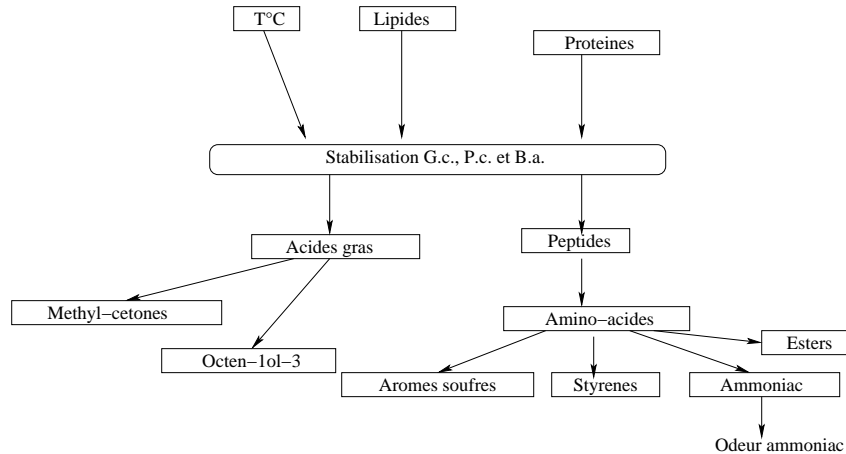 T°C
Lipides
Proteines
Stabilisation G.c., P.c. et B.a.
Acides gras
Peptides
Methyl−cetones
Amino−acides
Esters
Octen−1ol−3
Aromes soufres
Styrenes
Ammoniac
Odeur ammoniac